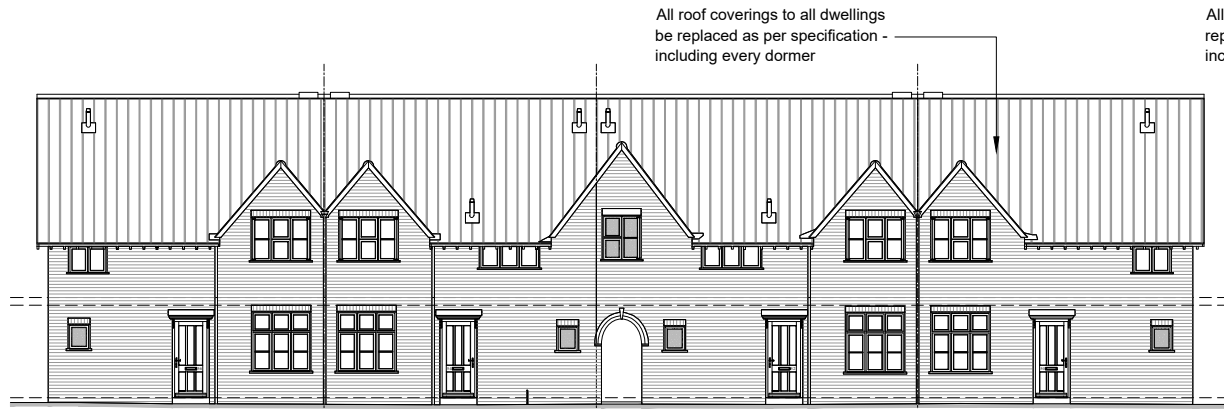 All roof coverings to all dwellings
be replaced as per specification -
including every dormer
All
rep
inc